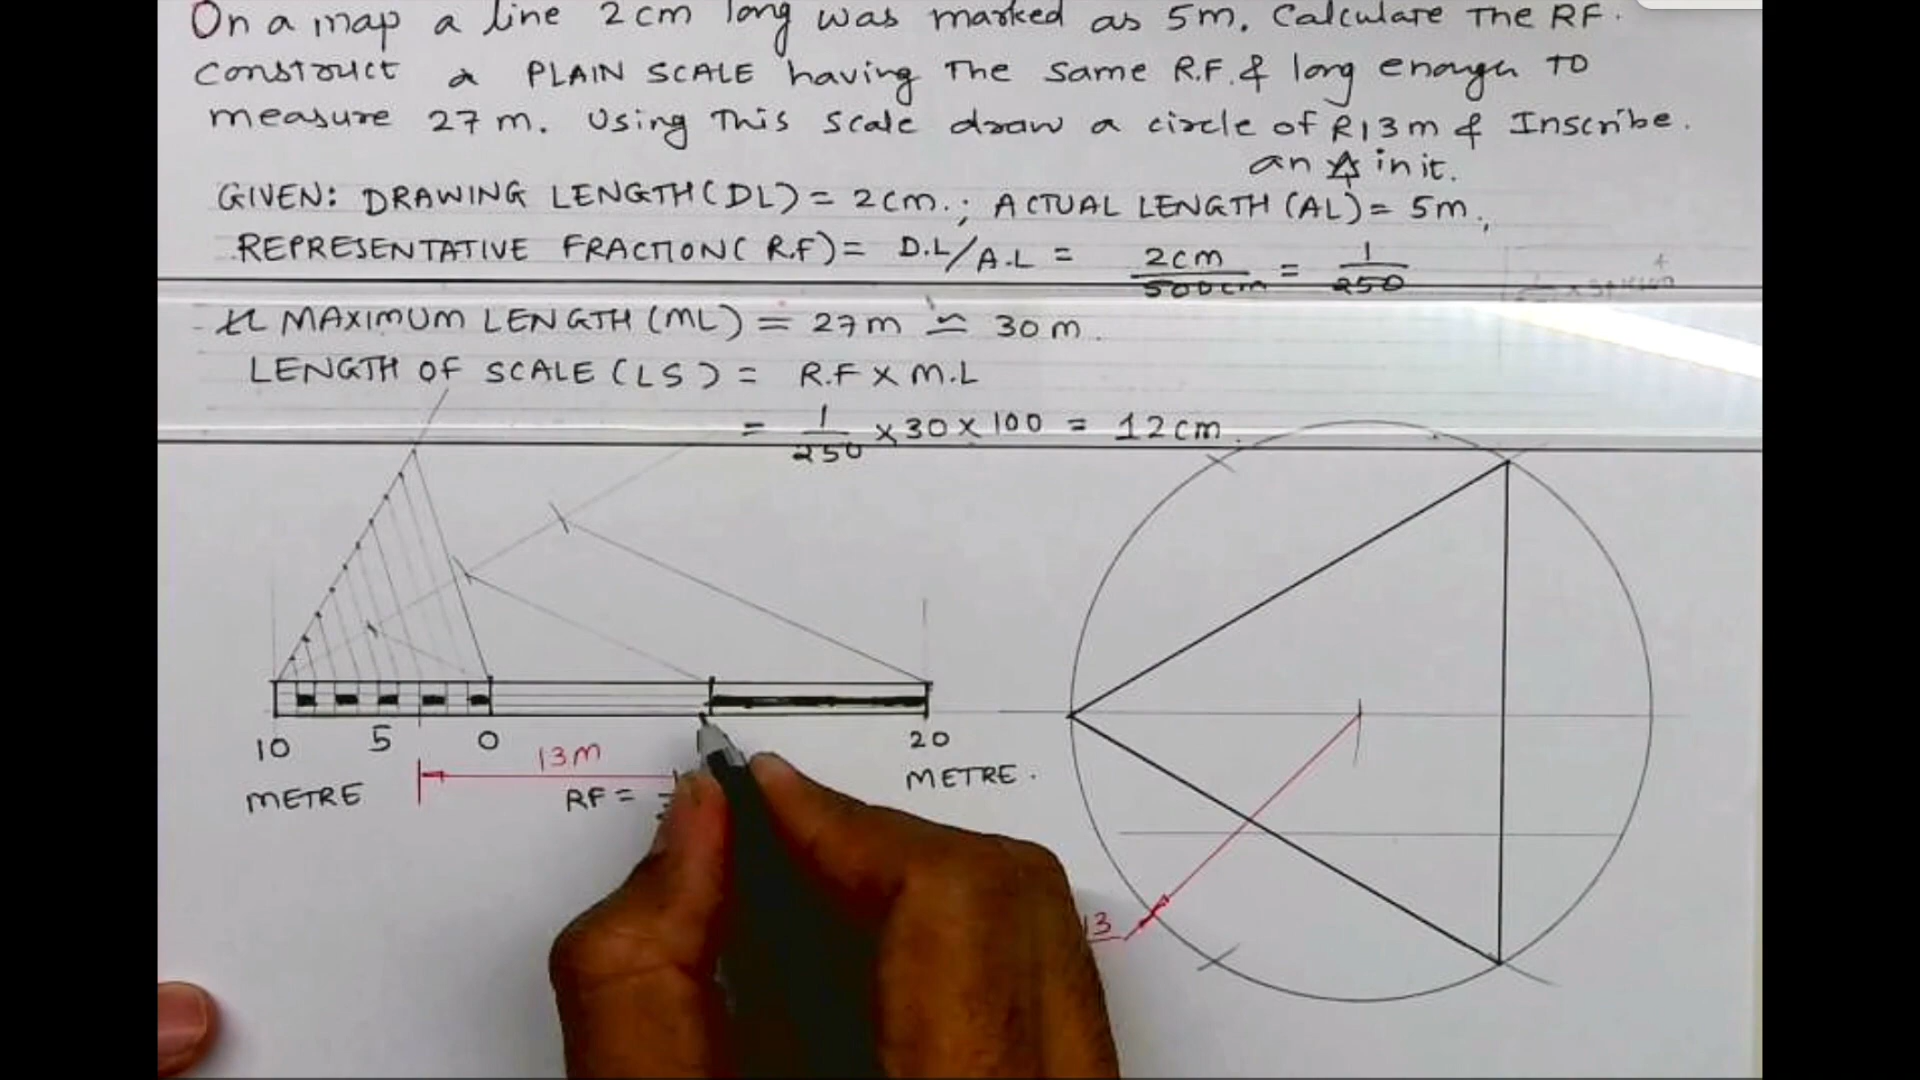 On a map a line 2cm long was marked as 5m. Calculate The RF.
Construct a PLAIN SCALE having The same R.F. & long enough TO
measure 27m. Using This scale draw a circle of R13m & Inscribe.
an △ in it.
GIVEN: DRAWING LENGTH(DL) = 2cm.; ACTUAL LENGTH (AL) = 5m.,
REPRESENTATIVE FRACTION( R.F) = D.L/A.L = 2cm/500cm = 1/250
MAXIMUM LENGTH(ML) = 27m ≃ 30m.
LENGTH OF SCALE (LS) = R.F X M.L
= 1/250 x 30 x 100 = 12cm.
10 5 0 20
13m
METRE METRE.
RF =
13